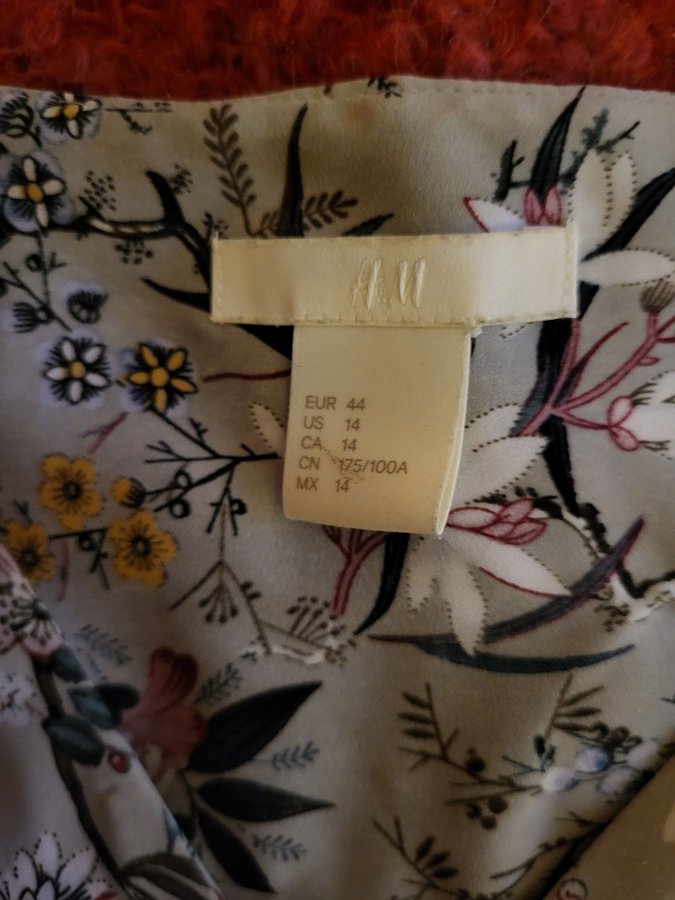 H&M
EUR 44
US 14
CA 14
CN 175/100A
MX 14